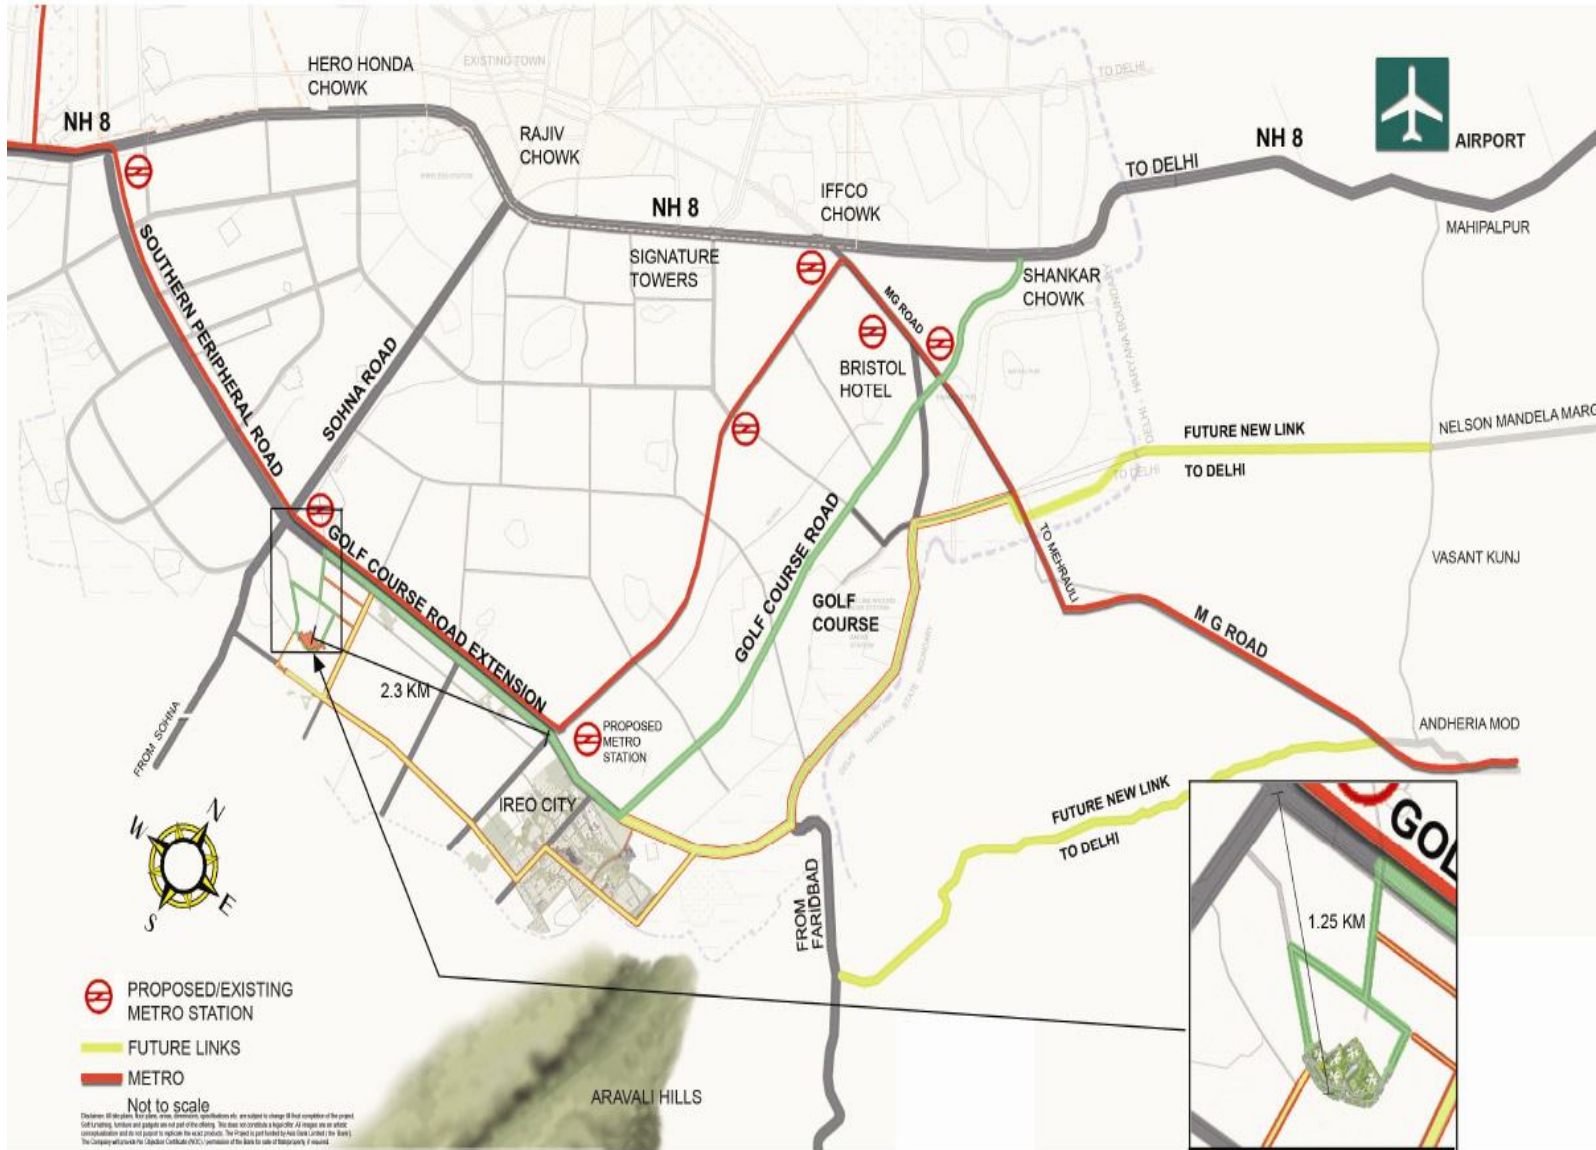 HERO HONDA
CHOWK
EXISTING TOWN
TO DELHI
NH 8
RAJIV
CHOWK
NH 8
AIRPORT
TO DELHI
IFFCO
CHOWK
NH 8
MAHIPALPUR
SOUTHERN PERIPHERAL ROAD
SIGNATURE
TOWERS
SHANKAR
CHOWK
MG ROAD
DELHI - HARYANA BOUNDARY
SOHNA ROAD
BRISTOL
HOTEL
NELSON MANDELA MARG
FUTURE NEW LINK
TO DELHI
TO DELHI
GOLF COURSE ROAD
TO MEHRAULI
VASANT KUNJ
GOLF COURSE ROAD EXTENSION
GOLF
COURSE
M G ROAD
2.3 KM
FROM SOHNA
PROPOSED
METRO
STATION
ANDHERIA MOD
IREO CITY
FUTURE NEW LINK
TO DELHI
N
W
E
S
FROM
FARIDBAD
GOL
1.25 KM
PROPOSED/EXISTING
METRO STATION
FUTURE LINKS
METRO
Not to scale
ARAVALI HILLS